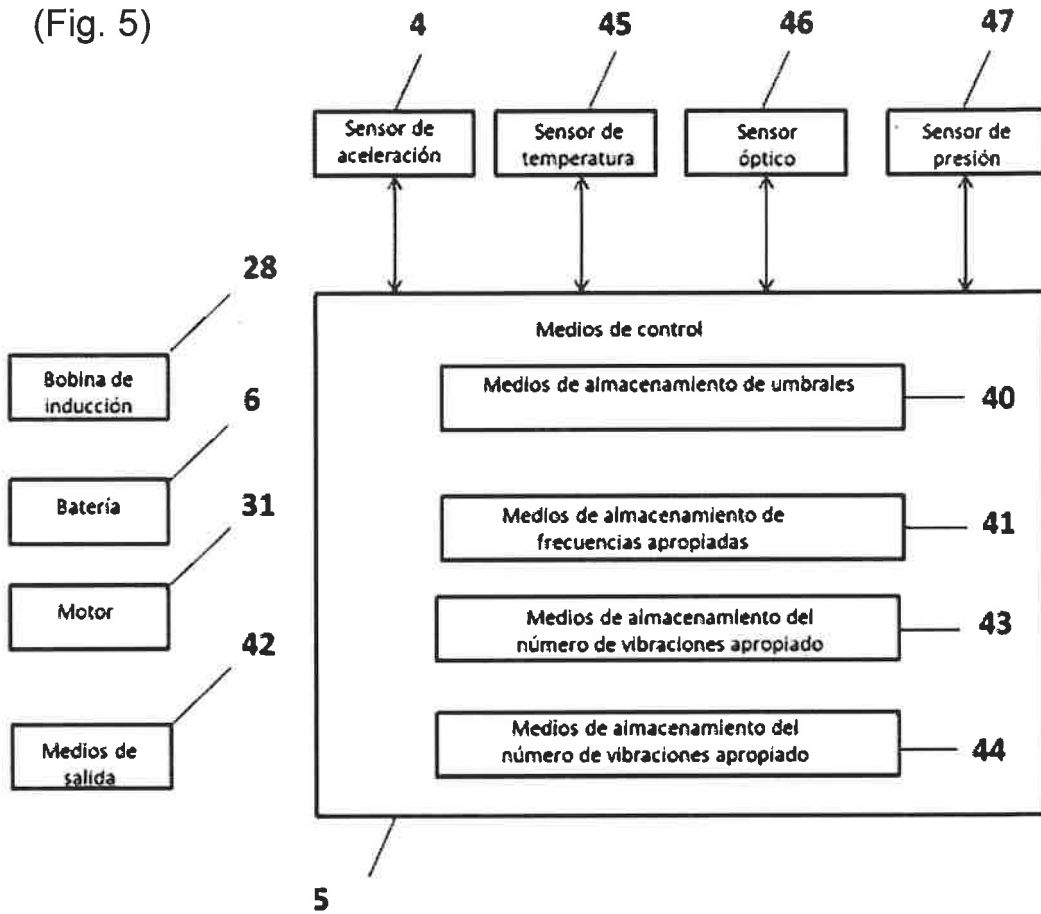 (Fig. 5)
4
45
46
47
Sensor de
aceleración
Sensor de
temperatura
Sensor
óptico
Sensor de
presión
28
Bobina de
inducción
6
Batería
31
Motor
42
Medios de
salida
Medios de control
Medios de almacenamiento de umbrales
40
Medios de almacenamiento de
frecuencias apropiadas
41
Medios de almacenamiento del
número de vibraciones apropiado
43
Medios de almacenamiento del
número de vibraciones apropiado
44
5